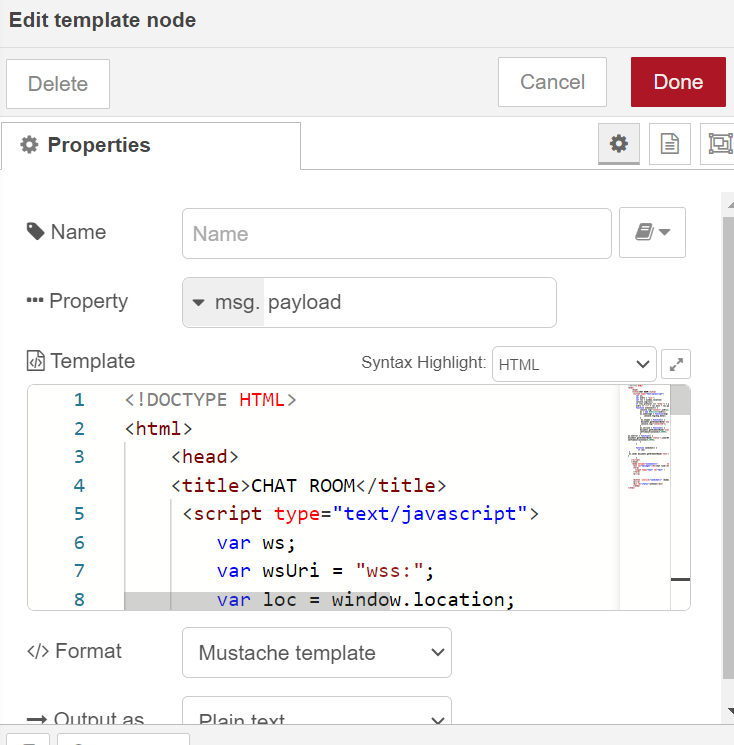 Edit template node
Delete
Cancel
Done
Properties
Name
Name
Property
msg. payload
Template
Syntax Highlight: HTML
1 <!DOCTYPE HTML>
2 <html>
3 <head>
4 <title>CHAT ROOM</title>
5 <script type="text/javascript">
6 var ws;
7 var wsUri = "wss:";
8 var loc = window.location;
</> Format
Mustache template
Output as
Plain text